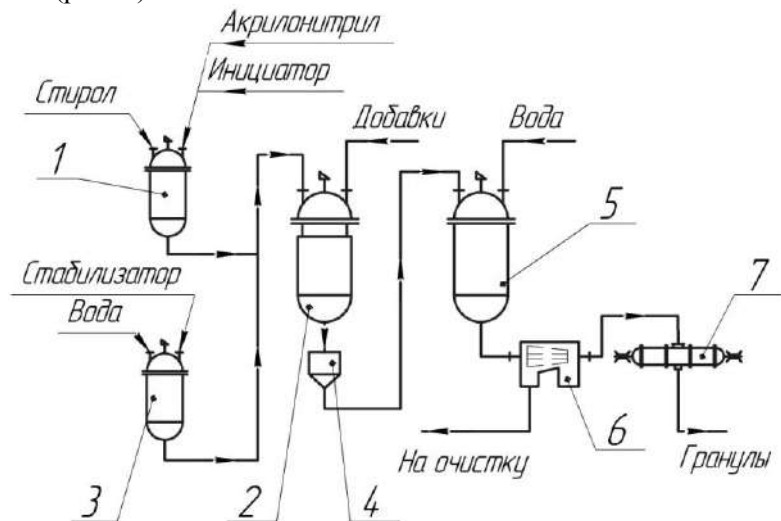 Акрилонитрил
Инициатор
Стирол
Добавки
Вода
1
5
7
Стабилизатор
Вода
3
2
4
6
На очистку
Гранулы